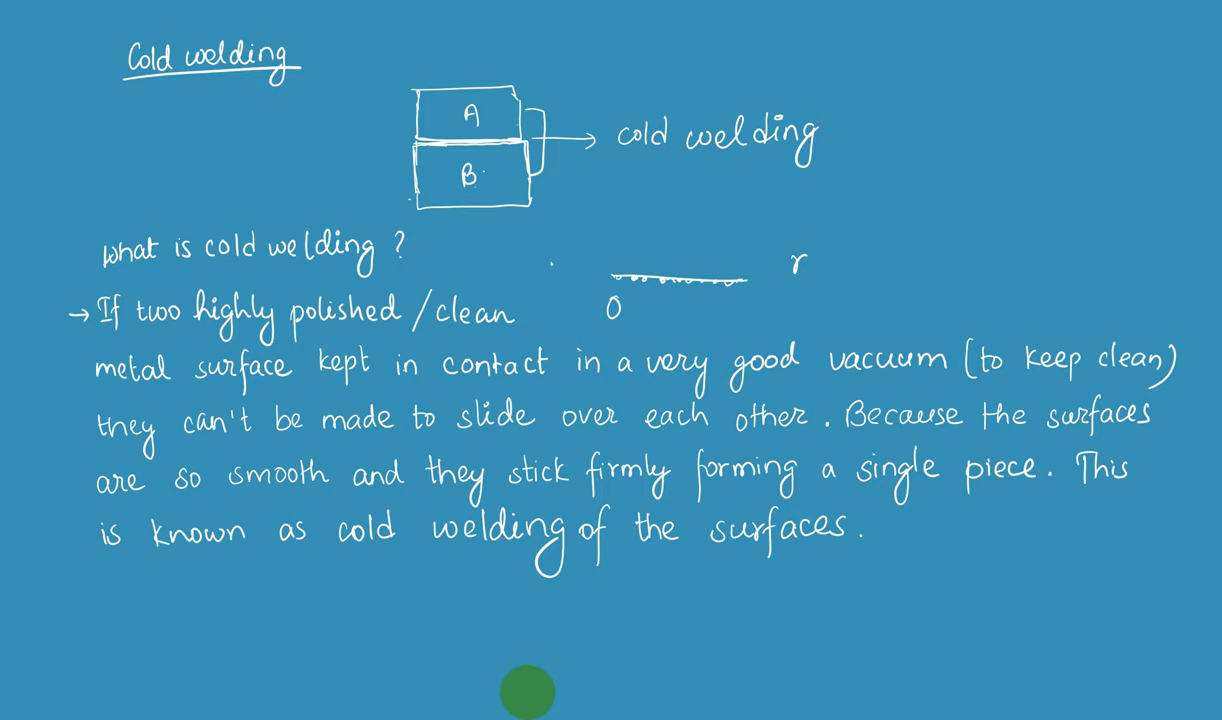 Cold welding
A
cold welding
B
What is cold welding ?
r
→ If two highly polished / clean
O
metal surface kept in contact in a very good vacuum (to keep clean)
they can't be made to slide over each other. Because the surfaces
are so smooth and they stick firmly forming a single piece. This
is known as cold welding of the surfaces.